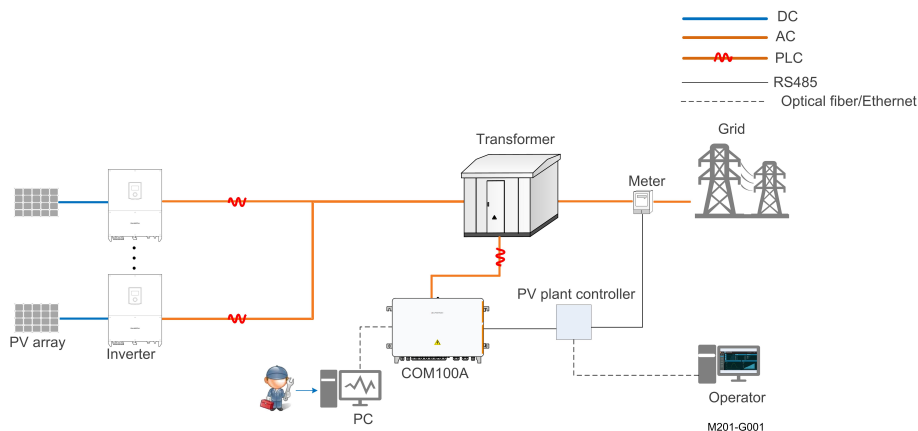 DC
AC
PLC
RS485
Optical fiber/Ethernet
Grid
Transformer
Meter
PV plant controller
PV array
Inverter
COM100A
PC
Operator
M201-G001